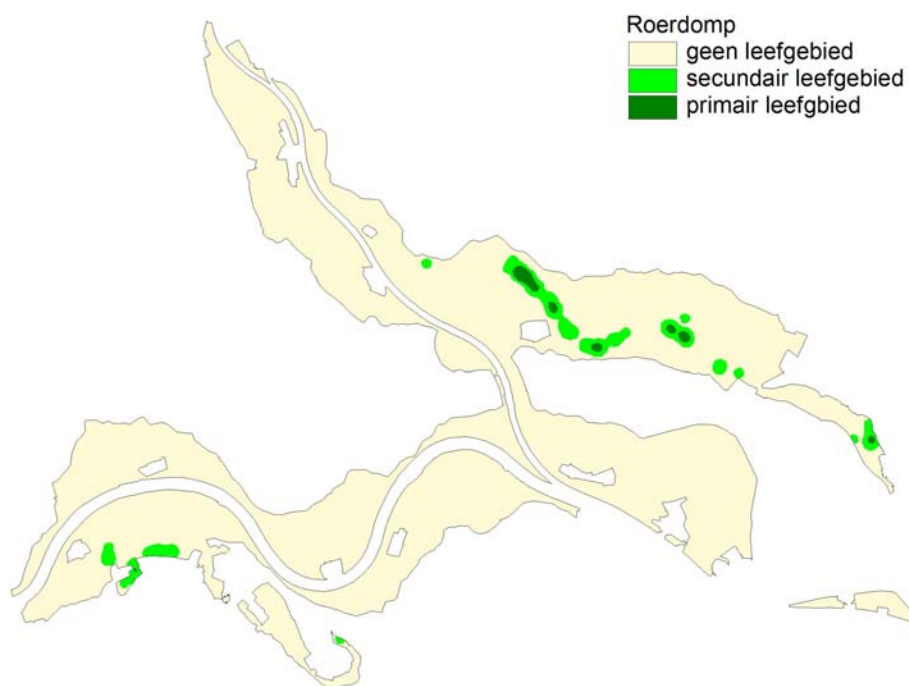 Roerdomp
geen leefgebied
secundair leefgebied
primair leefgbied